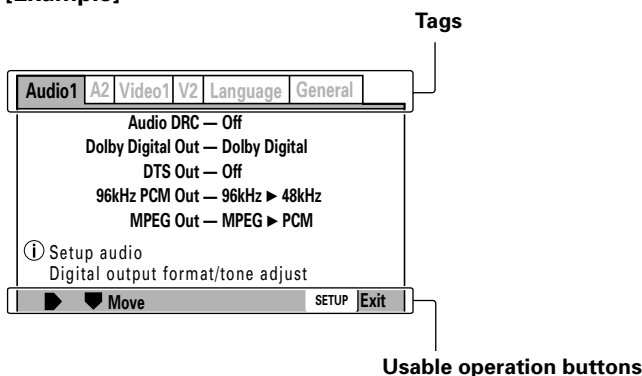 [Example]
Tags
Audio1 A2 Video1 V2 Language General
Audio DRC — Off
Dolby Digital Out — Dolby Digital
DTS Out — Off
96kHz PCM Out — 96kHz ► 48kHz
MPEG Out — MPEG ► PCM
i Setup audio
Digital output format/tone adjust
Move SETUP Exit
Usable operation buttons